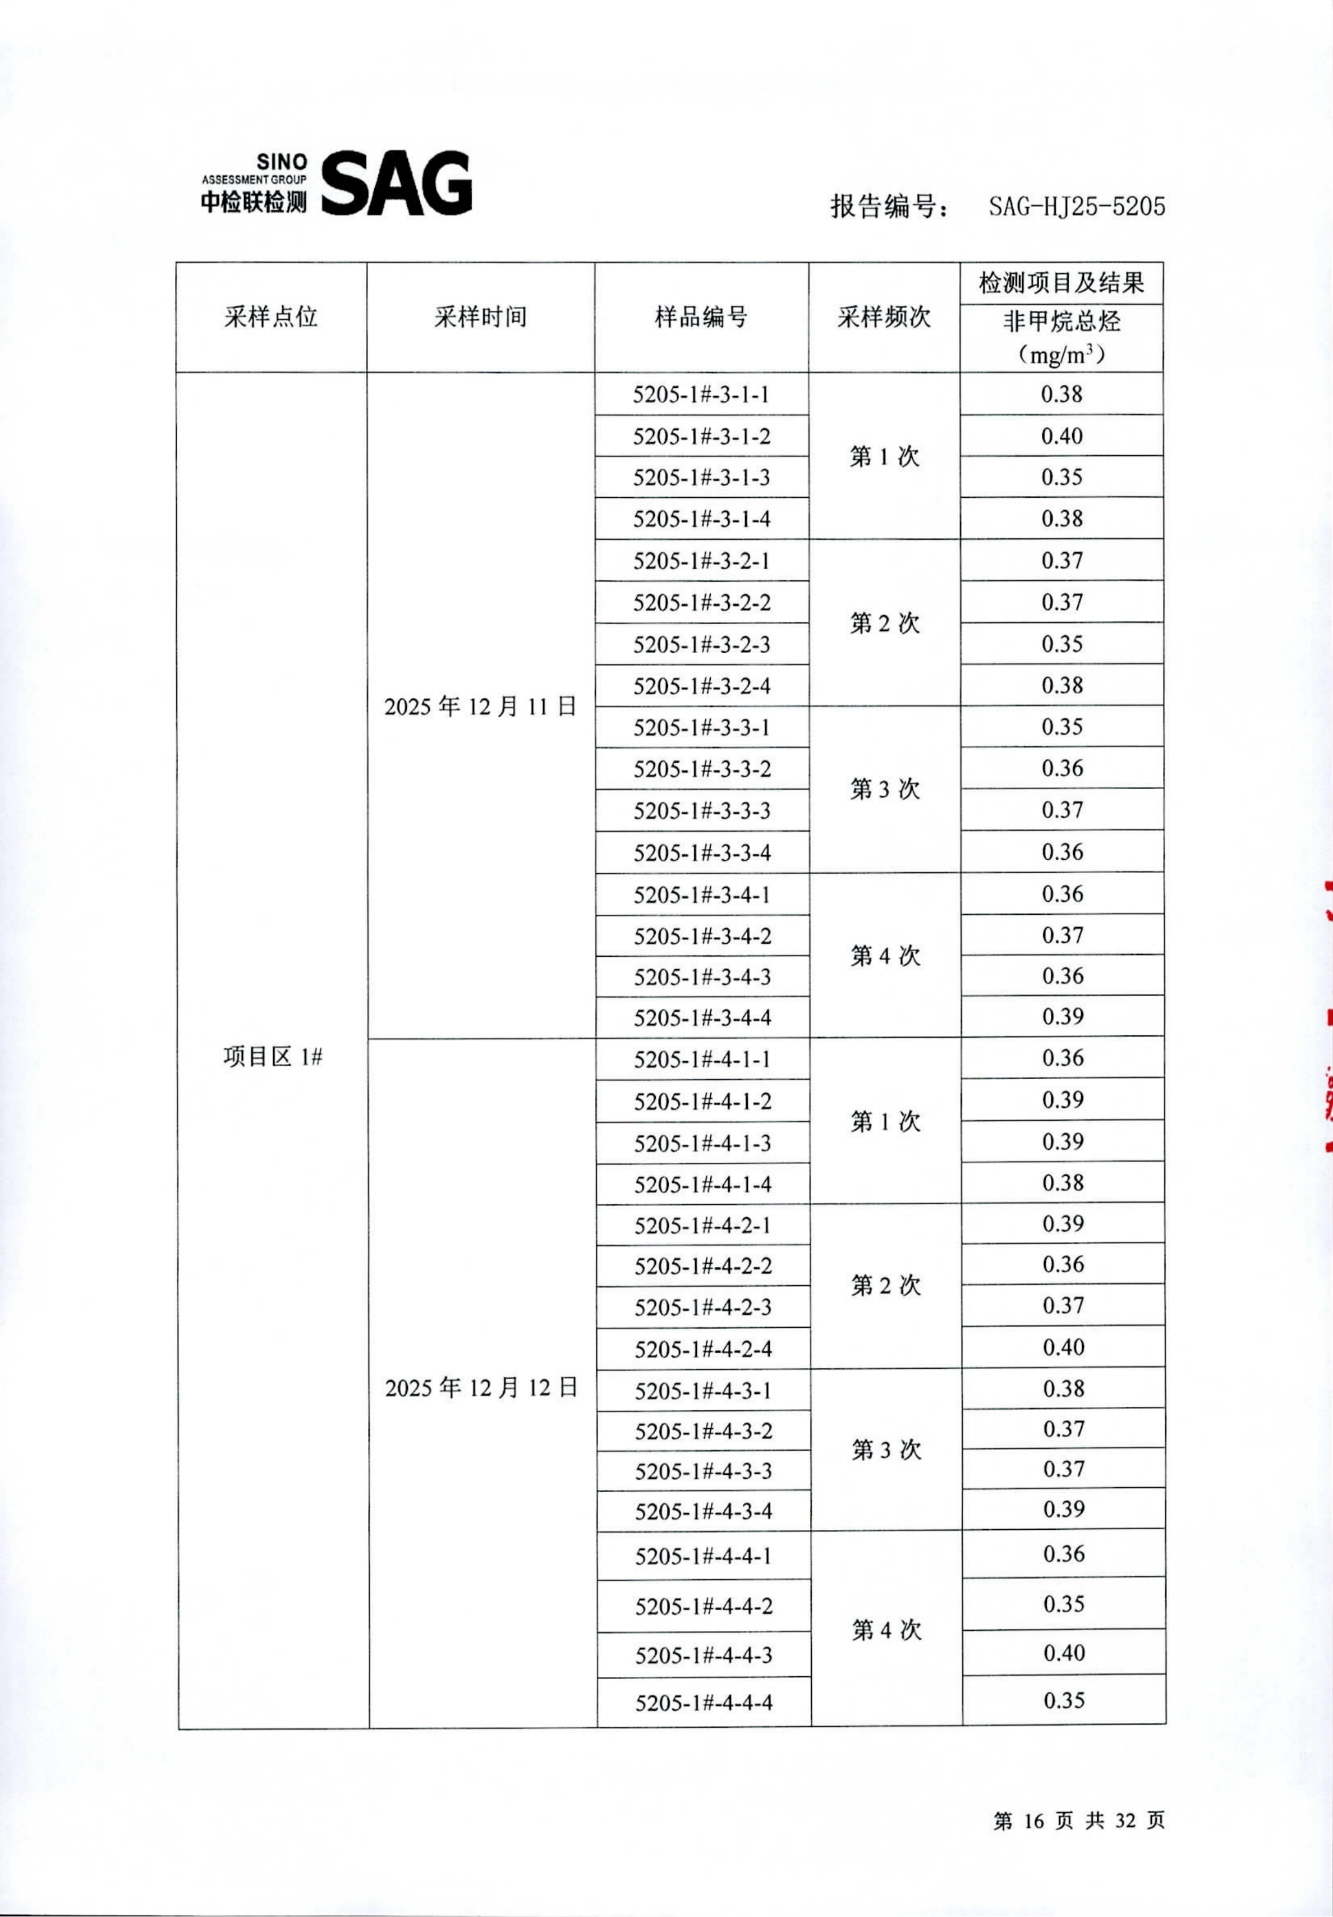 SINO
ASSESSMENT GROUP
中检联检测
SAG
报告编号： SAG-HJ25-5205
采样点位 采样时间 样品编号 采样频次 检测项目及结果
非甲烷总烃
（mg/m³）
项目区 1#
2025 年 12 月 11 日
5205-1#-3-1-1 第 1 次 0.38
5205-1#-3-1-2 0.40
5205-1#-3-1-3 0.35
5205-1#-3-1-4 0.38
5205-1#-3-2-1 第 2 次 0.37
5205-1#-3-2-2 0.37
5205-1#-3-2-3 0.35
5205-1#-3-2-4 0.38
5205-1#-3-3-1 第 3 次 0.35
5205-1#-3-3-2 0.36
5205-1#-3-3-3 0.37
5205-1#-3-3-4 0.36
5205-1#-3-4-1 第 4 次 0.36
5205-1#-3-4-2 0.37
5205-1#-3-4-3 0.36
5205-1#-3-4-4 0.39
2025 年 12 月 12 日
5205-1#-4-1-1 第 1 次 0.36
5205-1#-4-1-2 0.39
5205-1#-4-1-3 0.39
5205-1#-4-1-4 0.38
5205-1#-4-2-1 第 2 次 0.39
5205-1#-4-2-2 0.36
5205-1#-4-2-3 0.37
5205-1#-4-2-4 0.40
5205-1#-4-3-1 第 3 次 0.38
5205-1#-4-3-2 0.37
5205-1#-4-3-3 0.37
5205-1#-4-3-4 0.39
5205-1#-4-4-1 第 4 次 0.36
5205-1#-4-4-2 0.35
5205-1#-4-4-3 0.40
5205-1#-4-4-4 0.35
第 16 页 共 32 页